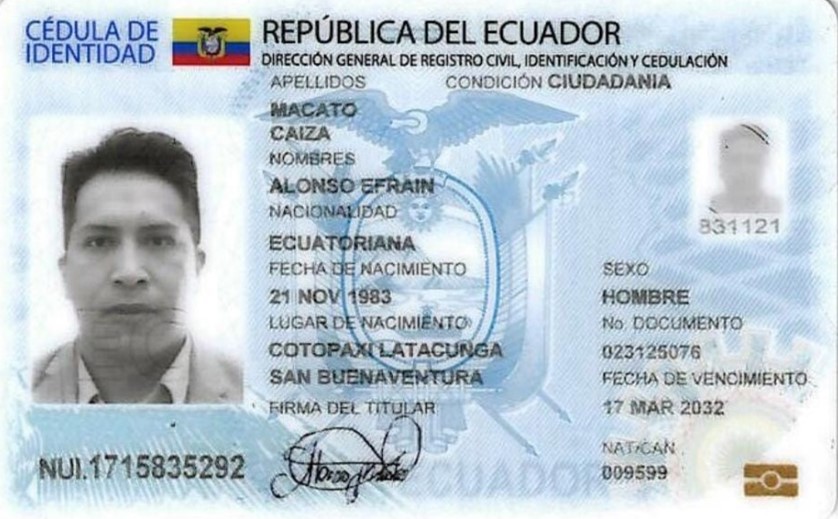 CÉDULA DE
IDENTIDAD
REPÚBLICA DEL ECUADOR
DIRECCIÓN GENERAL DE REGISTRO CIVIL, IDENTIFICACIÓN Y CEDULACIÓN
APELLIDOS
CONDICIÓN CIUDADANIA
MACATO
CAIZA
NOMBRES
ALONSO EFRAIN
NACIONALIDAD
831121
ECUATORIANA
FECHA DE NACIMIENTO
SEXO
21 NOV 1983
HOMBRE
LUGAR DE NACIMIENTO
No. DOCUMENTO
COTOPAXI LATACUNGA
023125076
SAN BUENAVENTURA
FECHA DE VENCIMIENTO
FIRMA DEL TITULAR
17 MAR 2032
NAT/CAN
NUI.1715835292
009599
ECUADOR